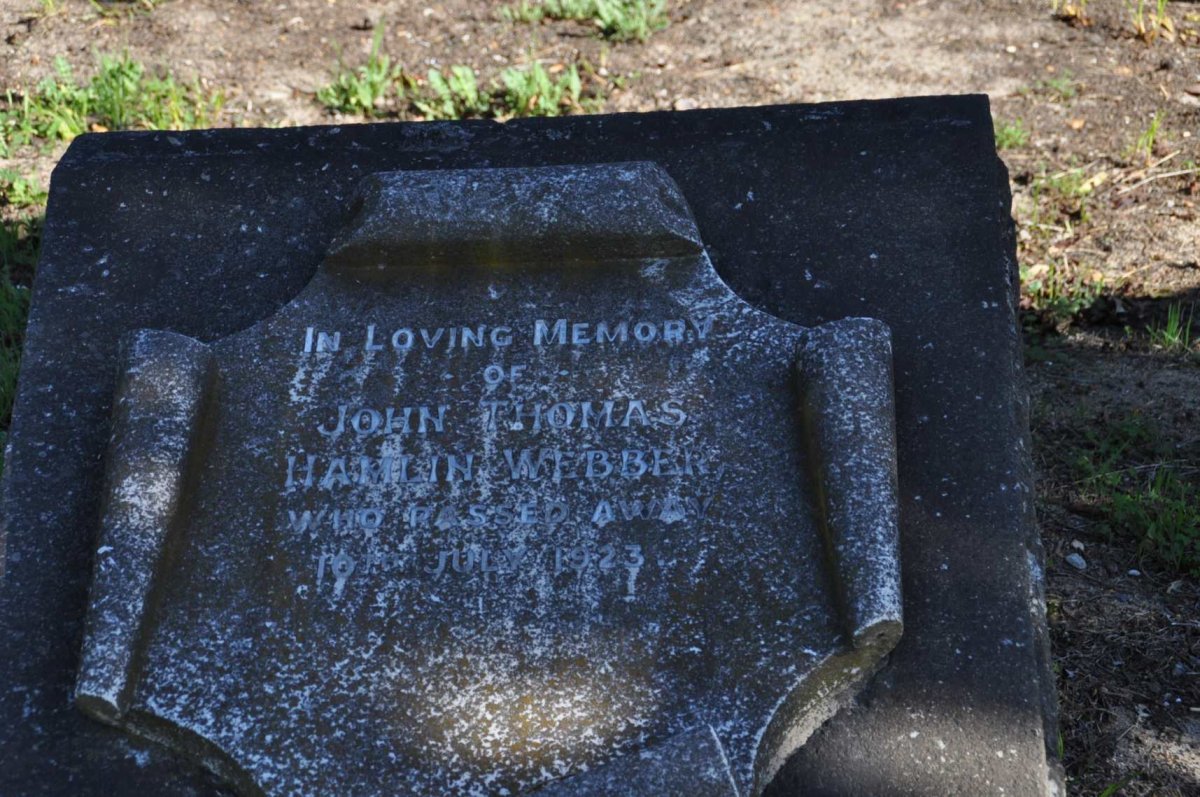 In Loving Memory
OF
JOHN THOMAS
HAMLIN WEBBER,
WHO PASSED AWAY
10TH JULY 1923.